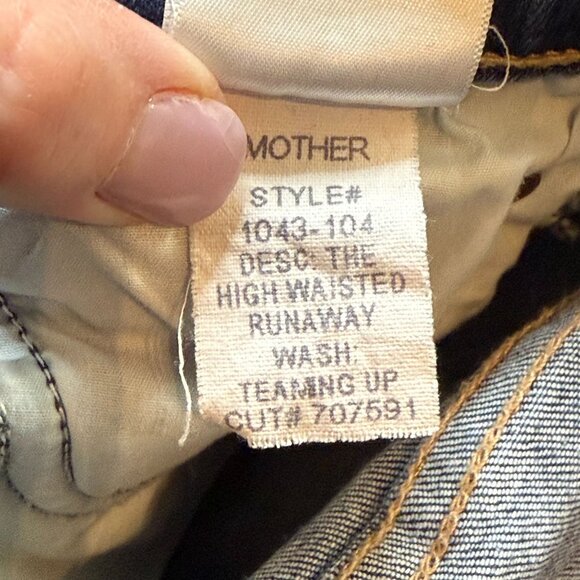 MOTHER
STYLE#
1043-104
DESC: THE
HIGH WAISTED
RUNAWAY
WASH:
TEAMING UP
CUT# 707591